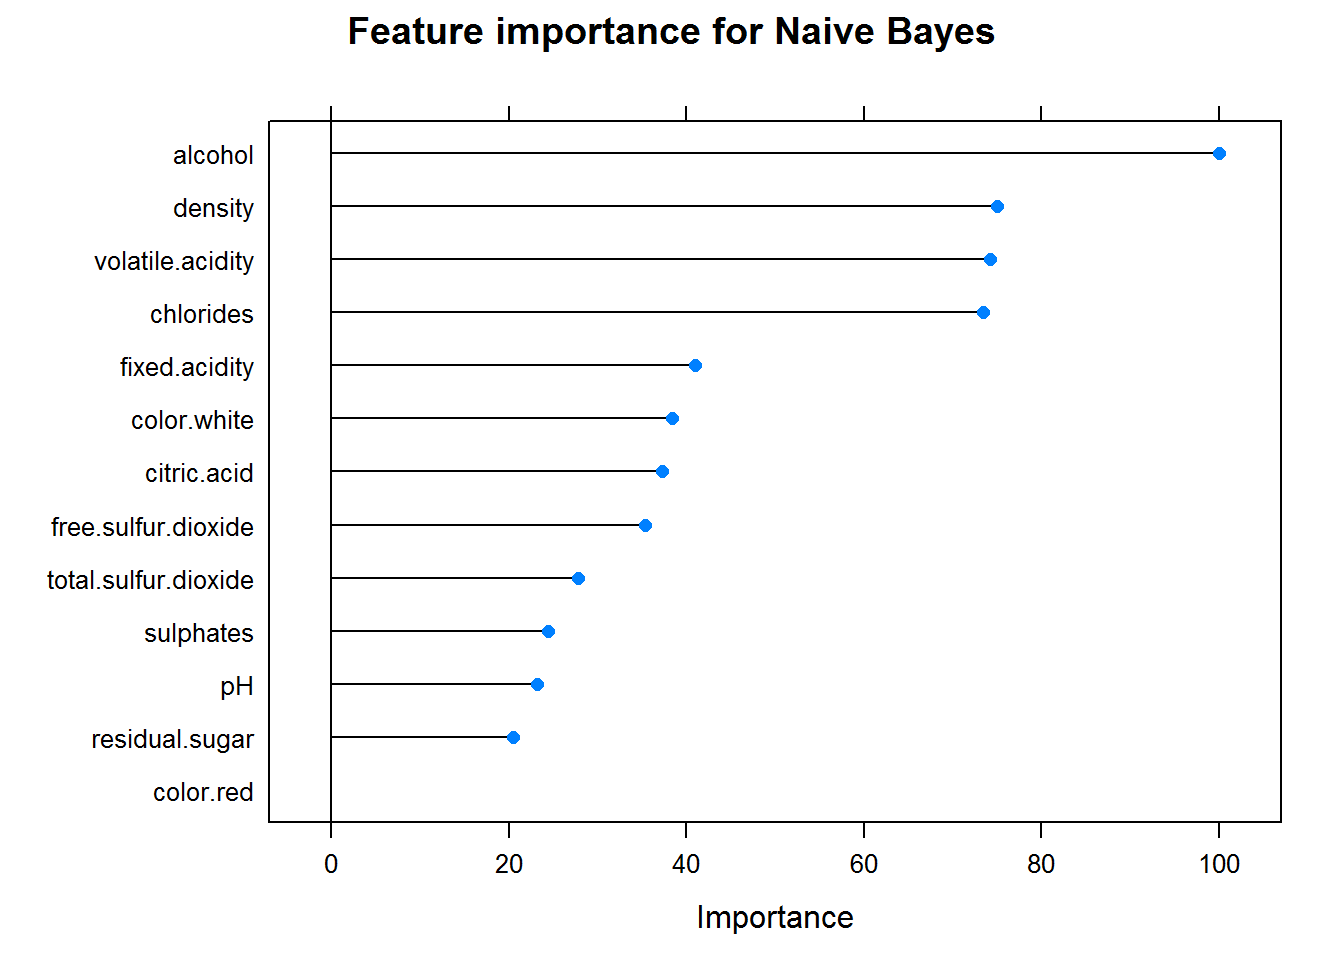 Feature importance for Naive Bayes
alcohol
density
volatile.acidity
chlorides
fixed.acidity
color.white
citric.acid
free.sulfur.dioxide
total.sulfur.dioxide
sulphates
pH
residual.sugar
color.red
0 20 40 60 80 100
Importance